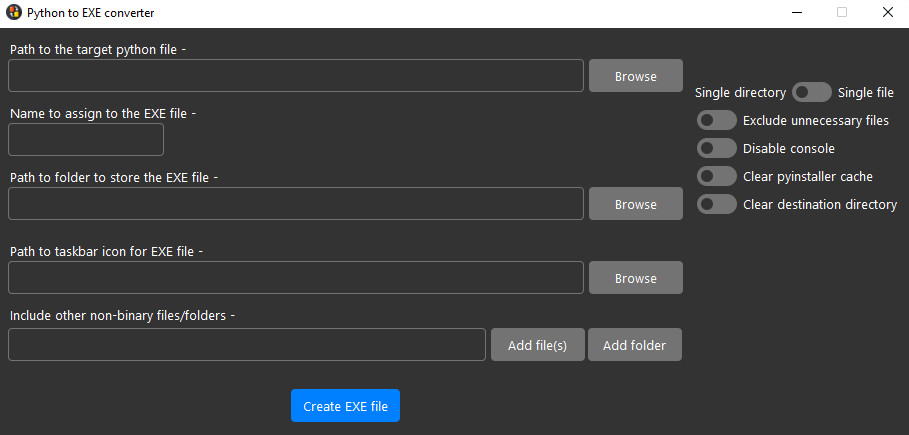 Python to EXE converter
Path to the target python file -
Browse
Name to assign to the EXE file -
Path to folder to store the EXE file -
Browse
Path to taskbar icon for EXE file -
Browse
Include other non-binary files/folders -
Add file(s) Add folder
Create EXE file
Single directory Single file
Exclude unnecessary files
Disable console
Clear pyinstaller cache
Clear destination directory